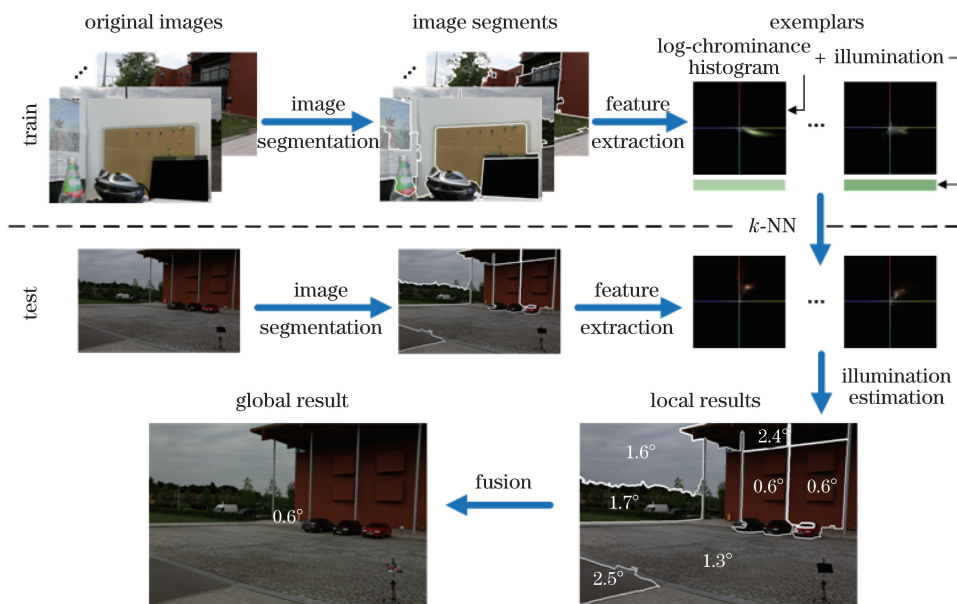 original images
image segments
exemplars
log-chrominance
histogram
+ illumination
train
image
segmentation
feature
extraction
...
...
...
k-NN
test
image
segmentation
feature
extraction
...
illumination
estimation
global result
local results
fusion
0.6°
1.6°
2.4°
1.7°
0.6°
0.6°
1.3°
2.5°